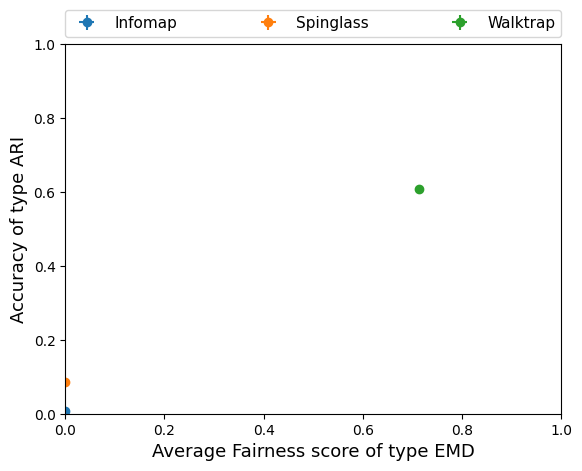 Infomap Spinglass Walktrap
1.0
0.8
0.6
0.4
0.2
0.0
Accuracy of type ARI
0.0 0.2 0.4 0.6 0.8 1.0
Average Fairness score of type EMD